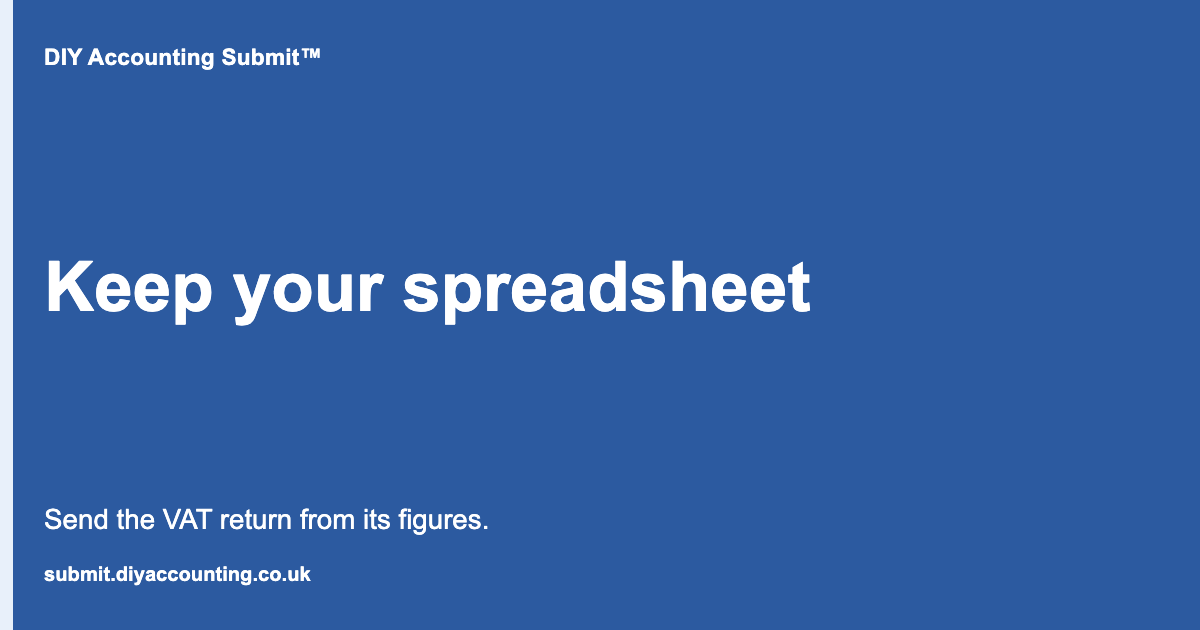 DIY Accounting Submit™
Keep your spreadsheet
Send the VAT return from its figures.
submit.diyaccounting.co.uk